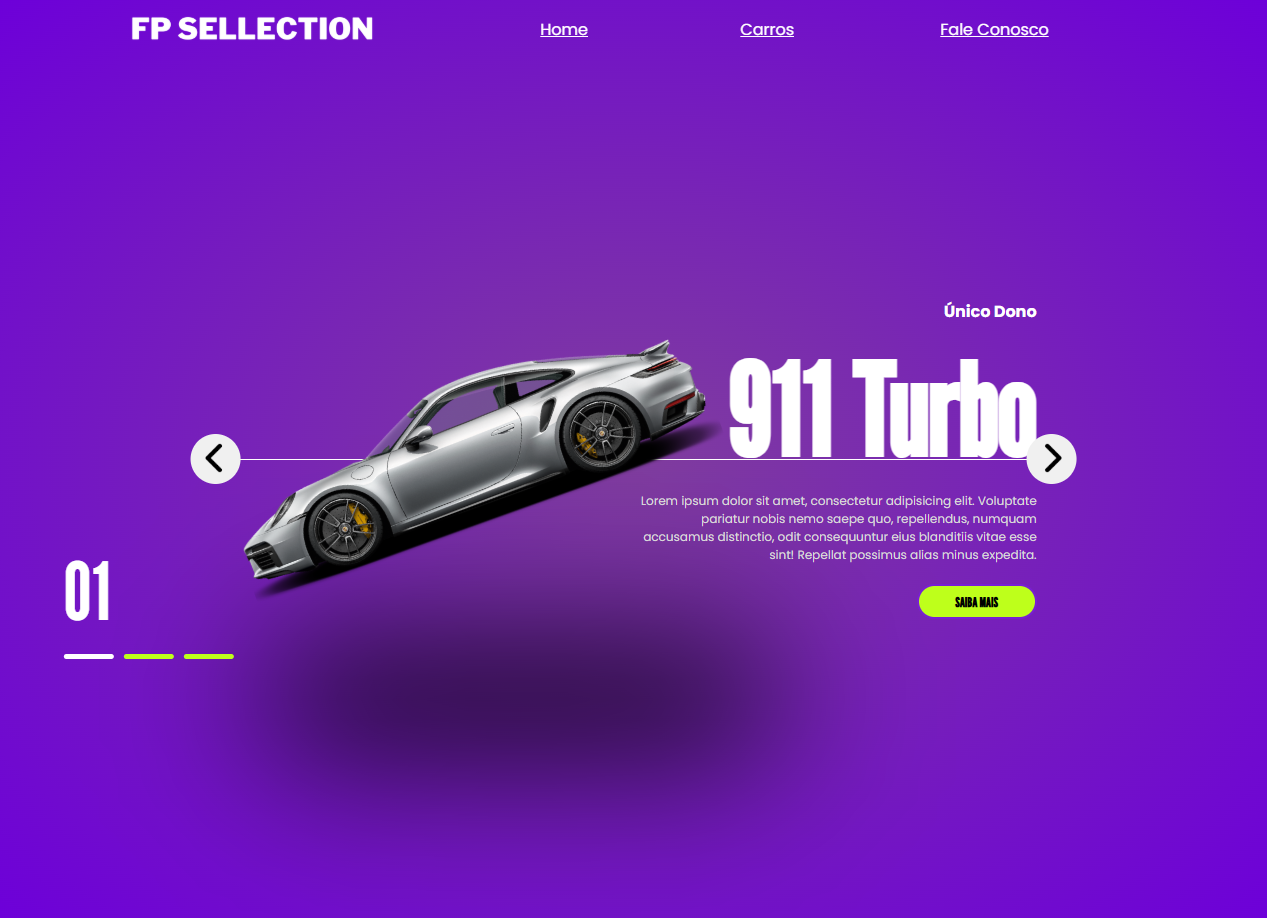 FP SELLECTION
Home
Carros
Fale Conosco
Único Dono
911 Turbo
Lorem ipsum dolor sit amet, consectetur adipisicing elit. Voluptate
pariatur nobis nemo saepe quo, repellendus, numquam
accusamus distinctio, odit consequuntur eius blanditiis vitae esse
sint! Repellat possimus alias minus expedita.
01
SAIBA MAIS